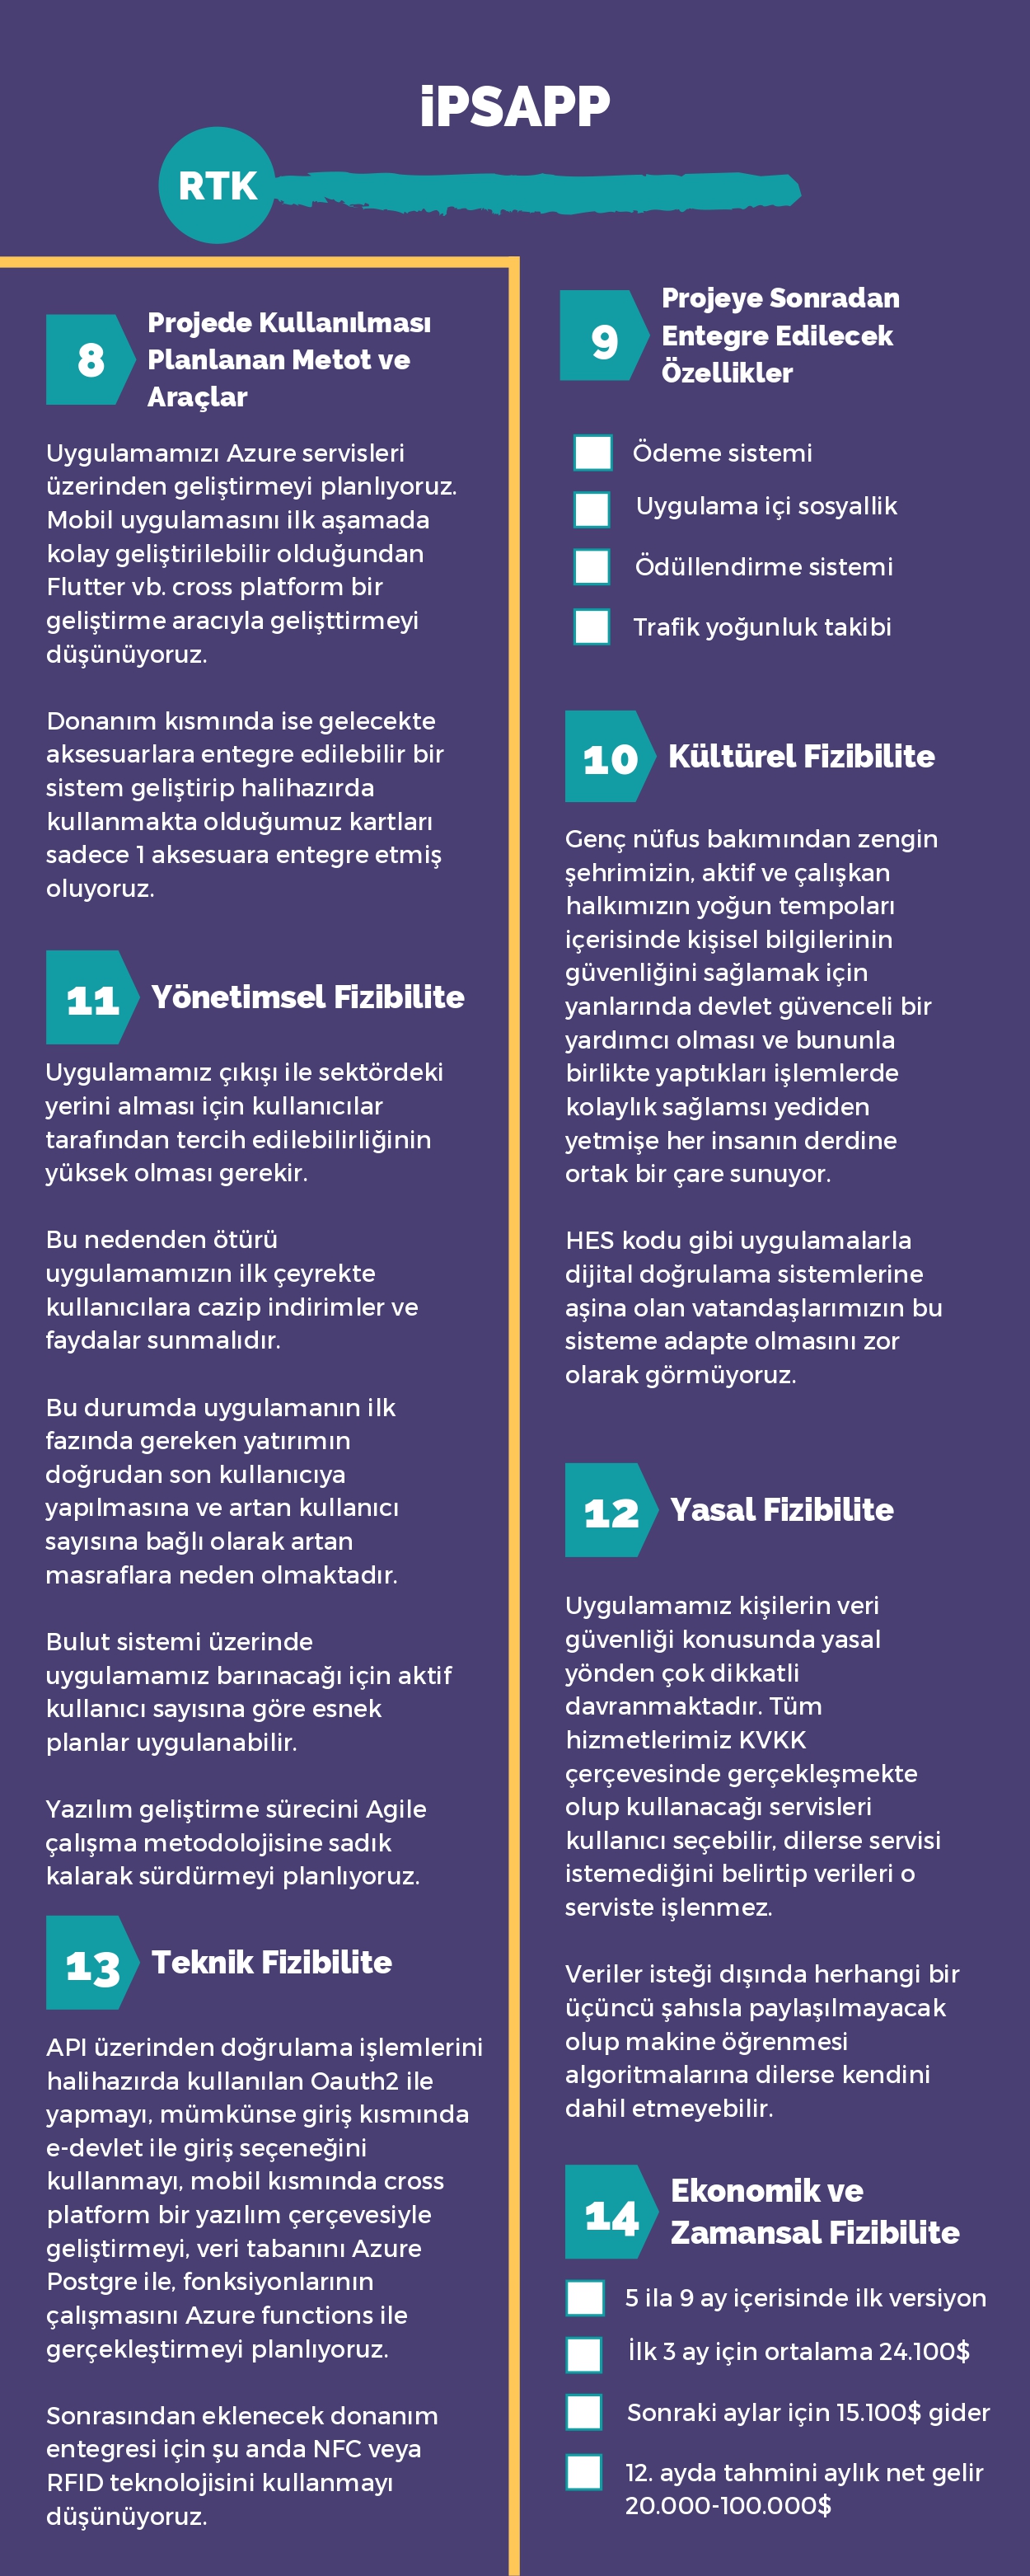 iPSAPP
RTK
8
Projede Kullanılması
Planlanan Metot ve
Araçlar
Uygulamamızı Azure servisleri
üzerinden geliştirmeyi planlıyoruz.
Mobil uygulamasını ilk aşamada
kolay geliştirilebilir olduğundan
Flutter vb. cross platform bir
geliştirme aracıyla gelişttirmeyi
düşünüyoruz.
Donanım kısmında ise gelecekte
aksesuarlara entegre edilebilir bir
sistem geliştirip halihazırda
kullanmakta olduğumuz kartları
sadece 1 aksesuara entegre etmiş
oluyoruz.
9
Projeye Sonradan
Entegre Edilecek
Özellikler
Ödeme sistemi
Uygulama içi sosyallik
Ödüllendirme sistemi
Trafik yoğunluk takibi
10
Kültürel Fizibilite
Genç nüfus bakımından zengin
şehrimizin, aktif ve çalışkan
halkımızın yoğun tempoları
içerisinde kişisel bilgilerinin
güvenliğini sağlamak için
yanlarında devlet güvenceli bir
yardımcı olması ve bununla
birlikte yaptıkları işlemlerde
kolaylık sağlamsı yediden
yetmişe her insanın derdine
ortak bir çare sunuyor.
HES kodu gibi uygulamalarla
dijital doğrulama sistemlerine
aşina olan vatandaşlarımızın bu
sisteme adapte olmasını zor
olarak görmüyoruz.
11
Yönetimsel Fizibilite
Uygulamamız çıkışı ile sektördeki
yerini alması için kullanıcılar
tarafından tercih edilebilirliğinin
yüksek olması gerekir.
Bu nedenden ötürü
uygulamamızın ilk çeyrekte
kullanıcılara cazip indirimler ve
faydalar sunmalıdır.
Bu durumda uygulamanın ilk
fazında gereken yatırımın
doğrudan son kullanıcıya
yapılmasına ve artan kullanıcı
sayısına bağlı olarak artan
masraflara neden olmaktadır.
Bulut sistemi üzerinde
uygulamamız barınacağı için aktif
kullanıcı sayısına göre esnek
planlar uygulanabilir.
Yazılım geliştirme sürecini Agile
çalışma metodolojisine sadık
kalarak sürdürmeyi planlıyoruz.
12
Yasal Fizibilite
Uygulamamız kişilerin veri
güvenliği konusunda yasal
yönden çok dikkatli
davranmaktadır. Tüm
hizmetlerimiz KVKK
çerçevesinde gerçekleşmekte
olup kullanacağı servisleri
kullanıcı seçebilir, dilerse servisi
istemediğini belirtip verileri o
serviste işlenmez.
Veriler isteği dışında herhangi bir
üçüncü şahısla paylaşılmayacak
olup makine öğrenmesi
algoritmalarına dilerse kendini
dahil etmeyebilir.
13
Teknik Fizibilite
API üzerinden doğrulama işlemlerini
halihazırda kullanılan Oauth2 ile
yapmayı, mümkünse giriş kısmında
e-devlet ile giriş seçeneğini
kullanmayı, mobil kısmında cross
platform bir yazılım çerçevesiyle
geliştirmeyi, veri tabanını Azure
Postgre ile, fonksiyonlarının
çalışmasını Azure functions ile
gerçekleştirmeyi planlıyoruz.
Sonrasından eklenecek donanım
entegresi için şu anda NFC veya
RFID teknolojisini kullanmayı
düşünüyoruz.
14
Ekonomik ve
Zamansal Fizibilite
5 ila 9 ay içerisinde ilk versiyon
İlk 3 ay için ortalama 24.100$
Sonraki aylar için 15.100$ gider
12. ayda tahmini aylık net gelir
20.000-100.000$